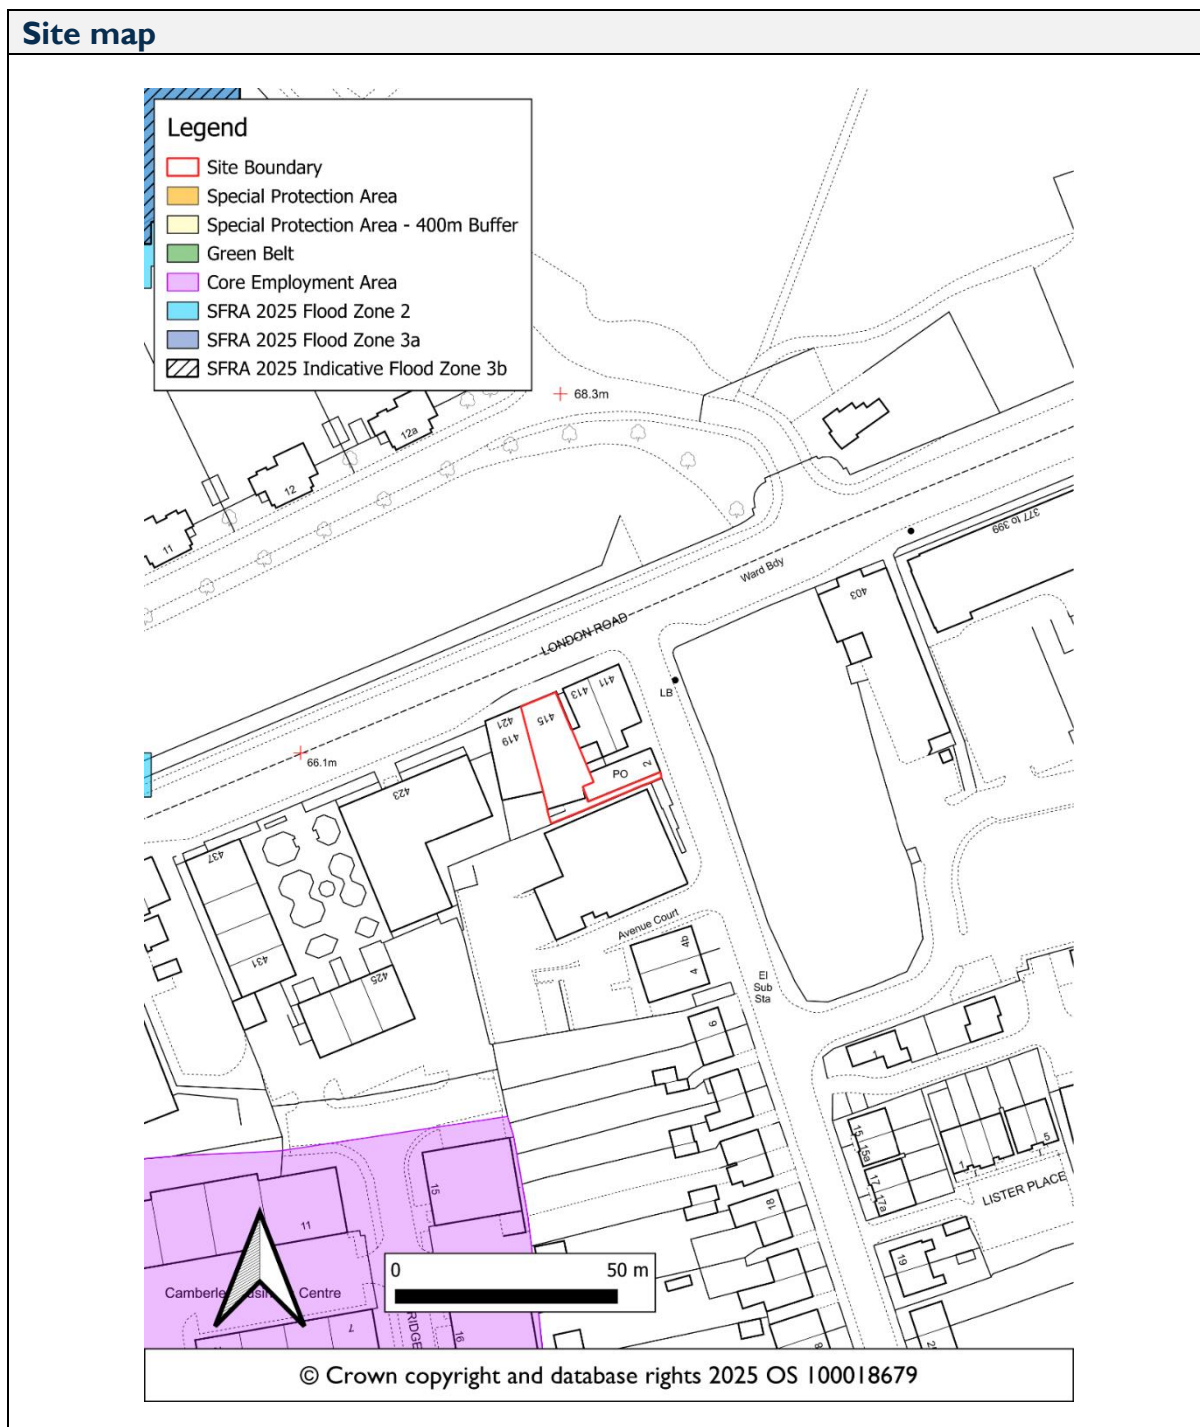 Site map
Legend
Site Boundary
Special Protection Area
Special Protection Area - 400m Buffer
Green Belt
Core Employment Area
SFRA 2025 Flood Zone 2
SFRA 2025 Flood Zone 3a
SFRA 2025 Indicative Flood Zone 3b
68.3m
12a
12
11
377 to 399
Ward Bdy
403
LONDON ROAD
LB
411
413
415
421
419
PO
2
66.1m
423
437
431
425
Avenue Court
4b
4
El
Sub
Sta
6
1
15
15a
17
17a
1
5
LISTER PLACE
18
19
15
11
Centre
7
16
0
50 m
© Crown copyright and database rights 2025 OS 100018679